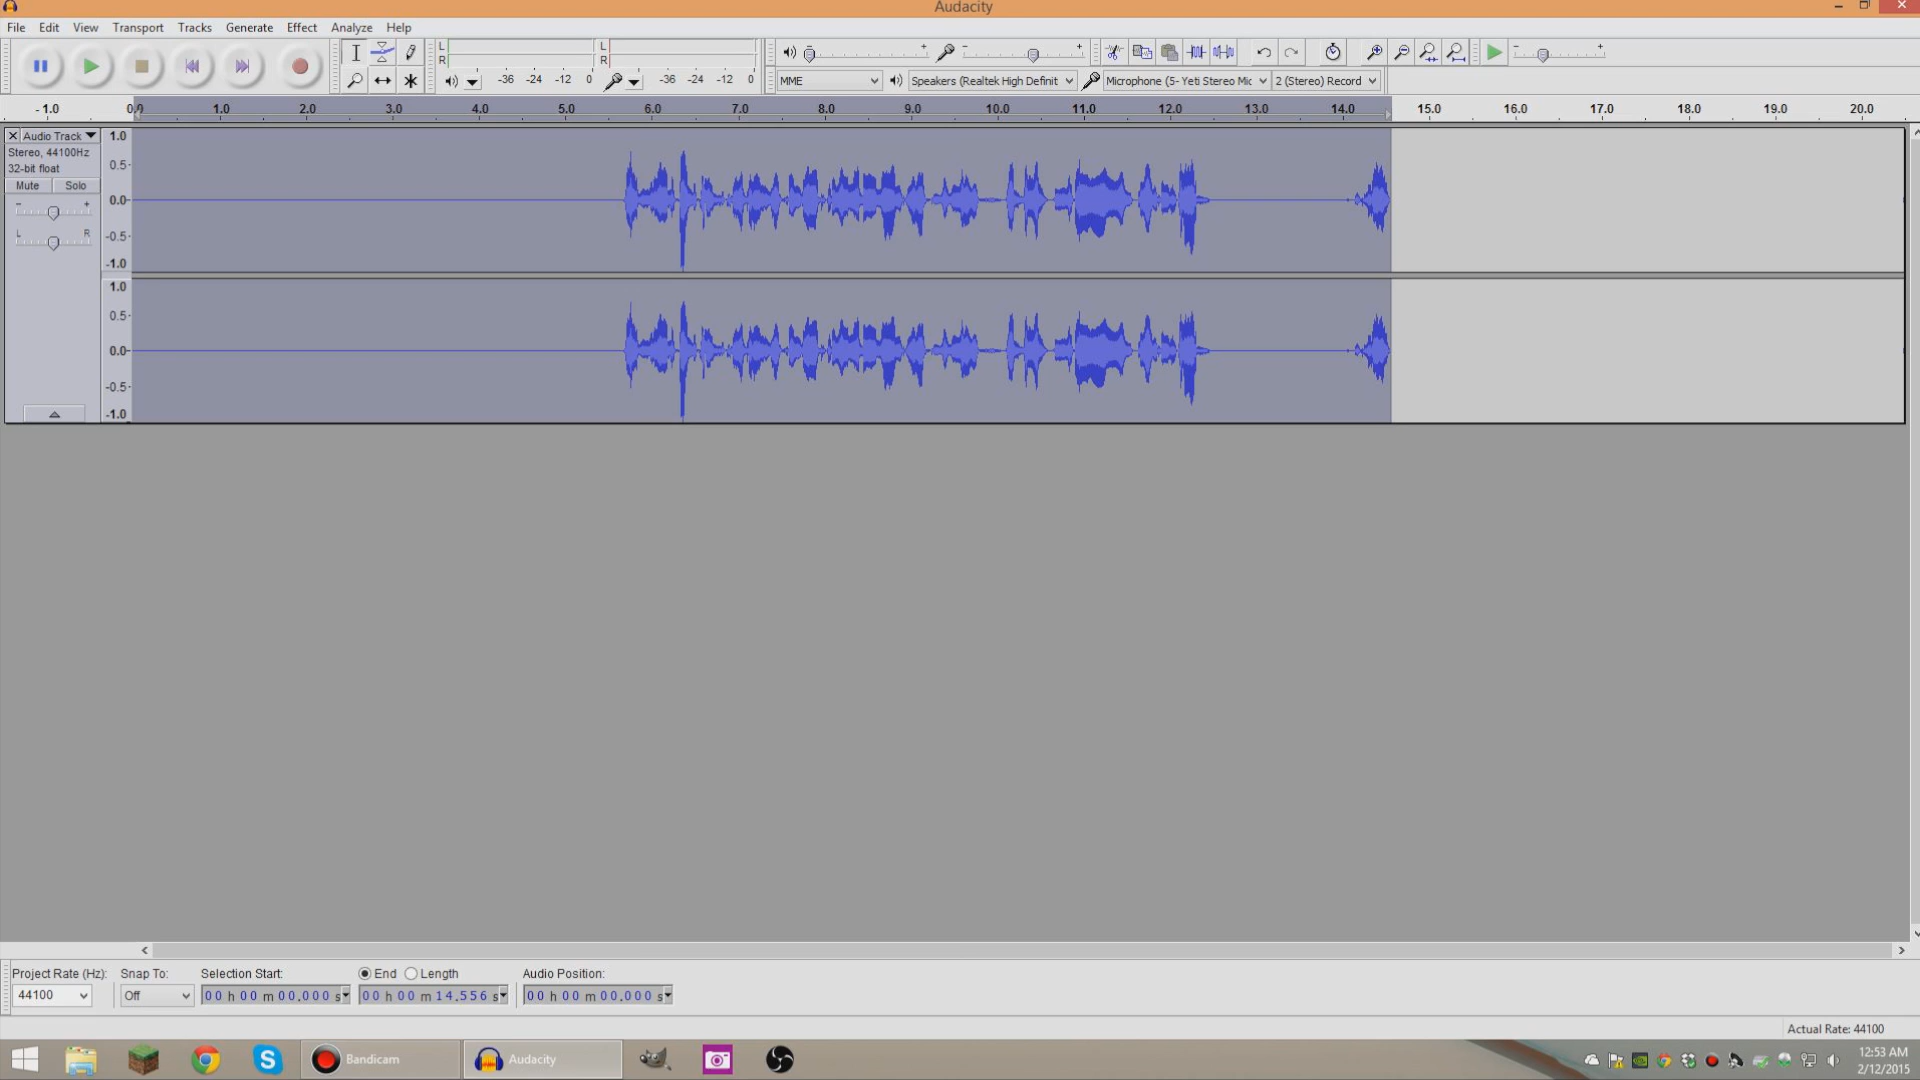 Audacity
File Edit View Transport Tracks Generate Effect Analyze Help
L R -36 -24 -12 0
L R -36 -24 -12 0
- + - + - +
MME Speakers (Realtek High Definit Microphone (5- Yeti Stereo Mic 2 (Stereo) Record
- 1.0 0.0 1.0 2.0 3.0 4.0 5.0 6.0 7.0 8.0 9.0 10.0 11.0 12.0 13.0 14.0 15.0 16.0 17.0 18.0 19.0 20.0
Audio Track
Stereo, 44100Hz
32-bit float
Mute Solo
- +
L R
1.0
0.5
0.0
-0.5
-1.0
1.0
0.5
0.0
-0.5
-1.0
Project Rate (Hz): Snap To: Selection Start: End Length Audio Position:
44100 Off 00 h 00 m 00.000 s 00 h 00 m 14.556 s 00 h 00 m 00.000 s
Actual Rate: 44100
Bandicam Audacity
12:53 AM
2/12/2015